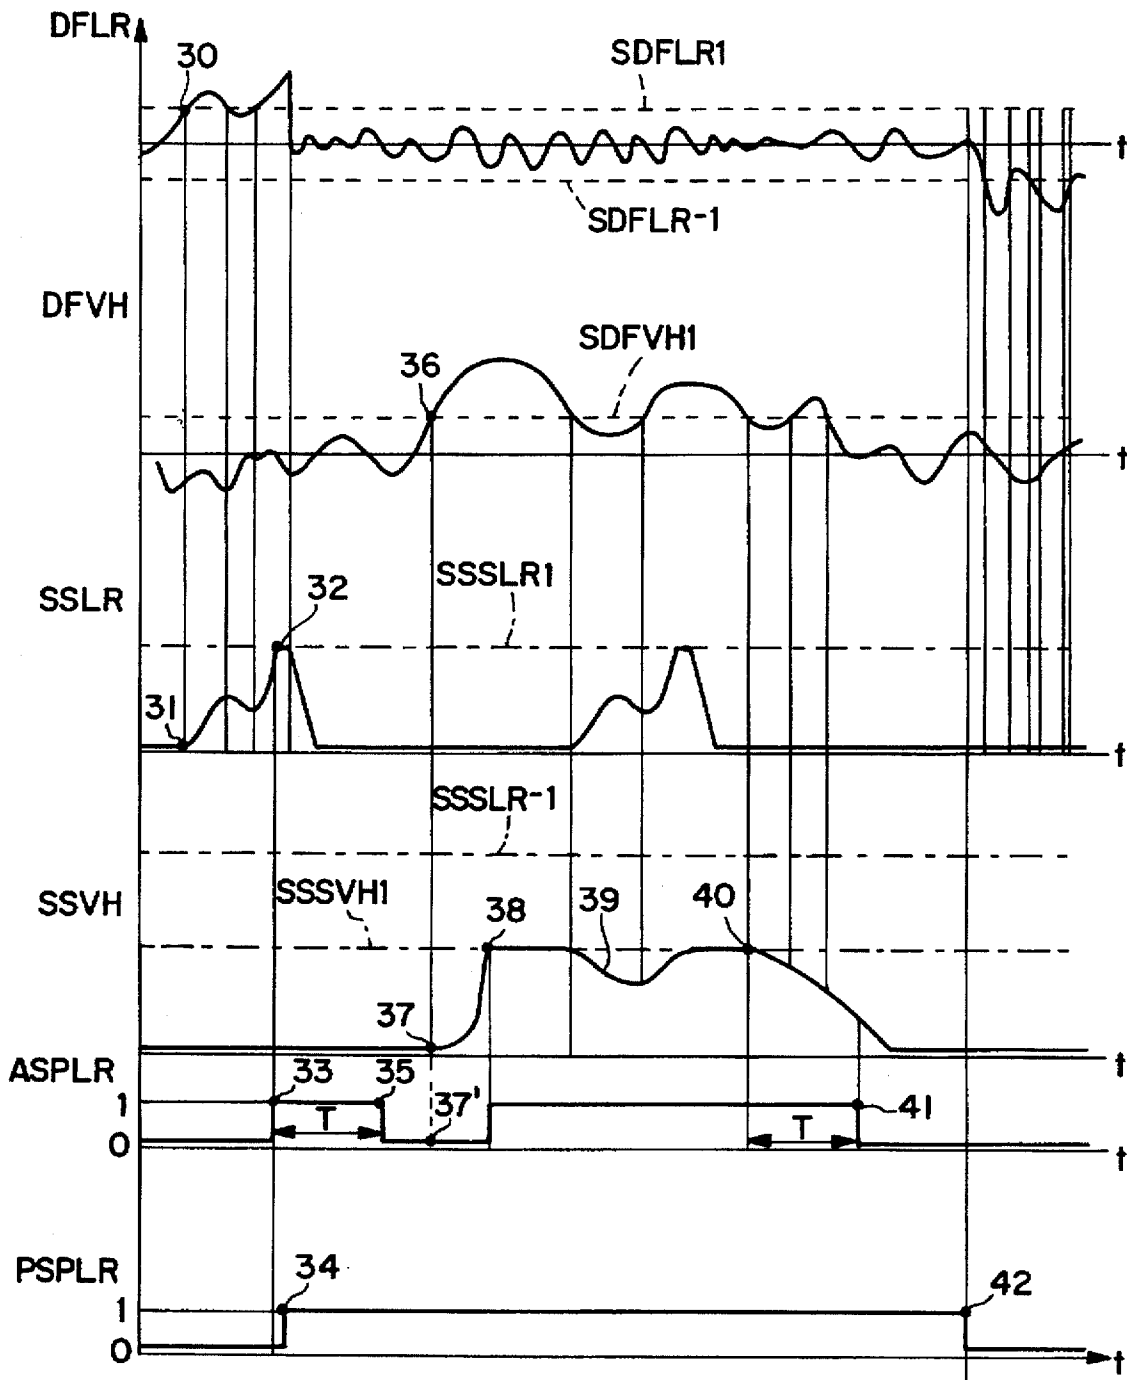 DFLR
30
SDFLR1
t
SDFLR-1
DFVH
SDFVH1
36
t
SSLR
SSSLR1
32
31
t
SSSLR-1
SSVH
SSSVH1
38
39
40
37
t
ASPLR
33
35
1
T
37'
41
T
0
t
PSPLR
34
42
1
0
t